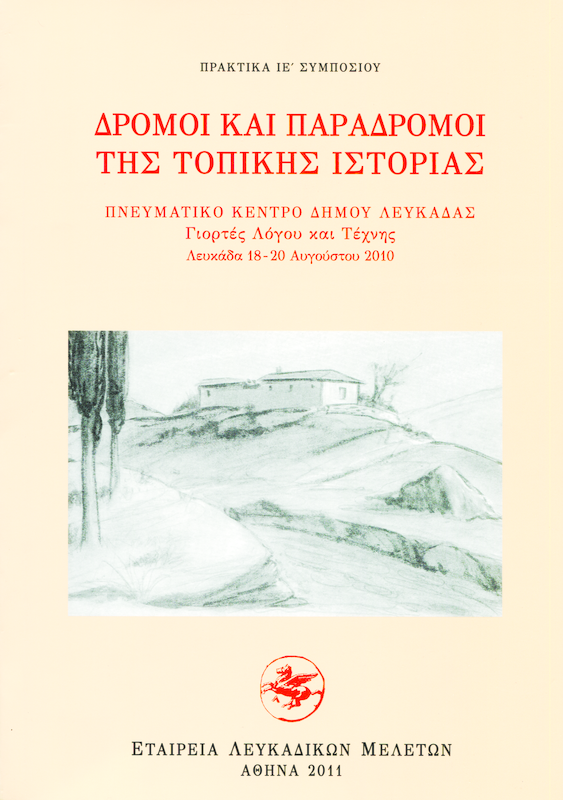 ΠΡΑΚΤΙΚΑ ΙΕ΄ ΣΥΜΠΟΣΙΟΥ
ΔΡΟΜΟΙ ΚΑΙ ΠΑΡΑΔΡΟΜΟΙ
ΤΗΣ ΤΟΠΙΚΗΣ ΙΣΤΟΡΙΑΣ
ΠΝΕΥΜΑΤΙΚΟ ΚΕΝΤΡΟ ΔΗΜΟΥ ΛΕΥΚΑΔΑΣ
Γιορτές Λόγου και Τέχνης
Λευκάδα 18-20 Αυγούστου 2010
ΕΤΑΙΡΕΙΑ ΛΕΥΚΑΔΙΚΩΝ ΜΕΛΕΤΩΝ
ΑΘΗΝΑ 2011